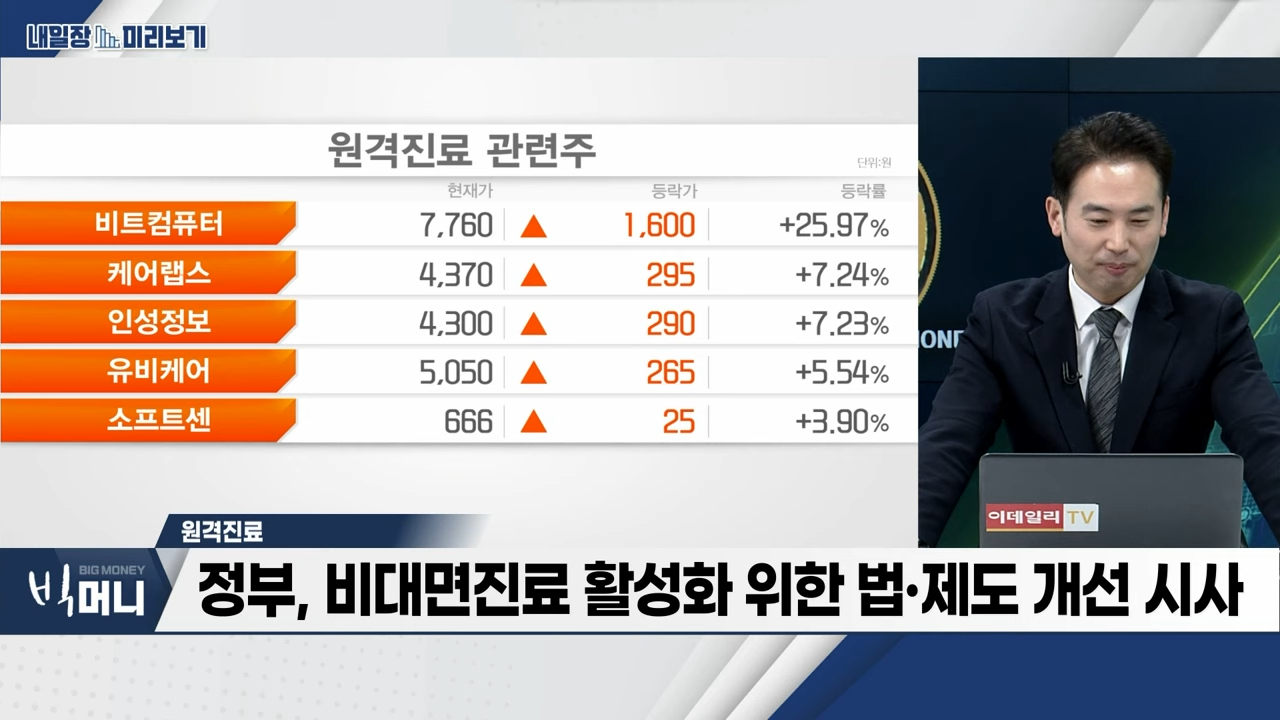 내일장 미리보기
원격진료 관련주
단위:원
현재가 등락가 등락률
비트컴퓨터 7,760 ▲ 1,600 +25.97%
케어랩스 4,370 ▲ 295 +7.24%
인성정보 4,300 ▲ 290 +7.23%
유비케어 5,050 ▲ 265 +5.54%
소프트센 666 ▲ 25 +3.90%
이데일리 TV
원격진료
BIG MONEY
빅머니
정부, 비대면진료 활성화 위한 법·제도 개선 시사